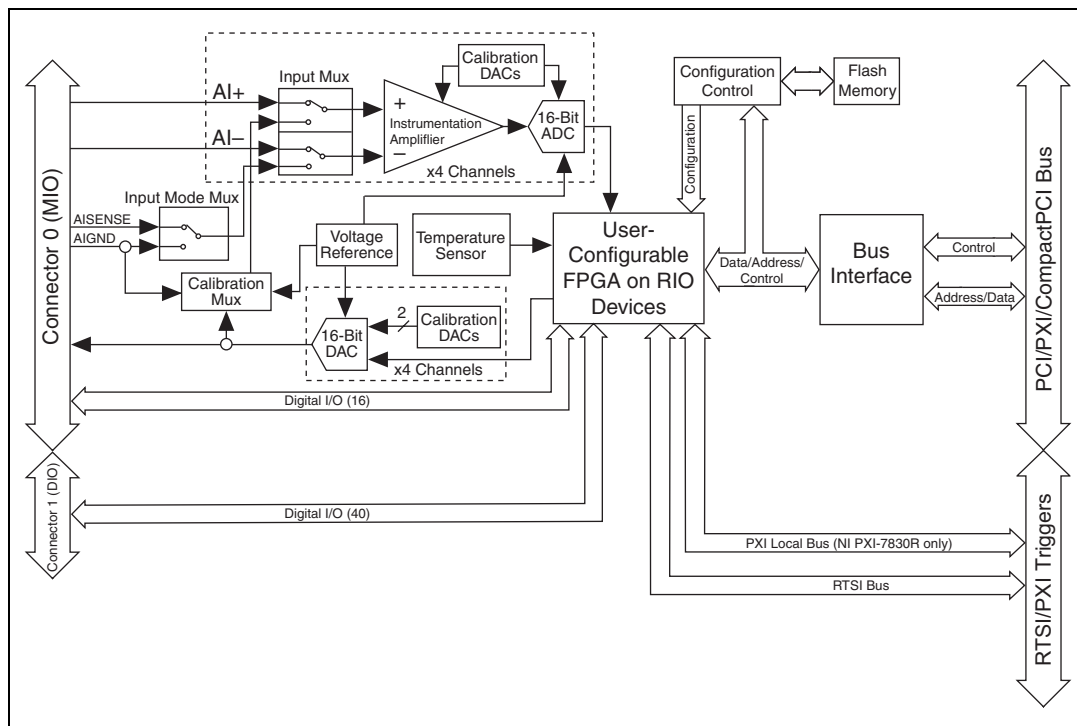 Connector 0 (MIO)
Connector 1 (DIO)
AI+
AI–
Input Mux
+
Instrumentation
Amplifier
–
Calibration
DACs
16-Bit
ADC
x4 Channels
Input Mode Mux
AISENSE
AIGND
Calibration
Mux
Voltage
Reference
Temperature
Sensor
16-Bit
DAC
2
Calibration
DACs
x4 Channels
Configuration
Control
Flash
Memory
Configuration
User-
Configurable
FPGA on RIO
Devices
Data/Address/
Control
Bus
Interface
Control
Address/Data
PCI/PXI/CompactPCI Bus
Digital I/O (16)
Digital I/O (40)
PXI Local Bus (NI PXI-7830R only)
RTSI Bus
RTSI/PXI Triggers